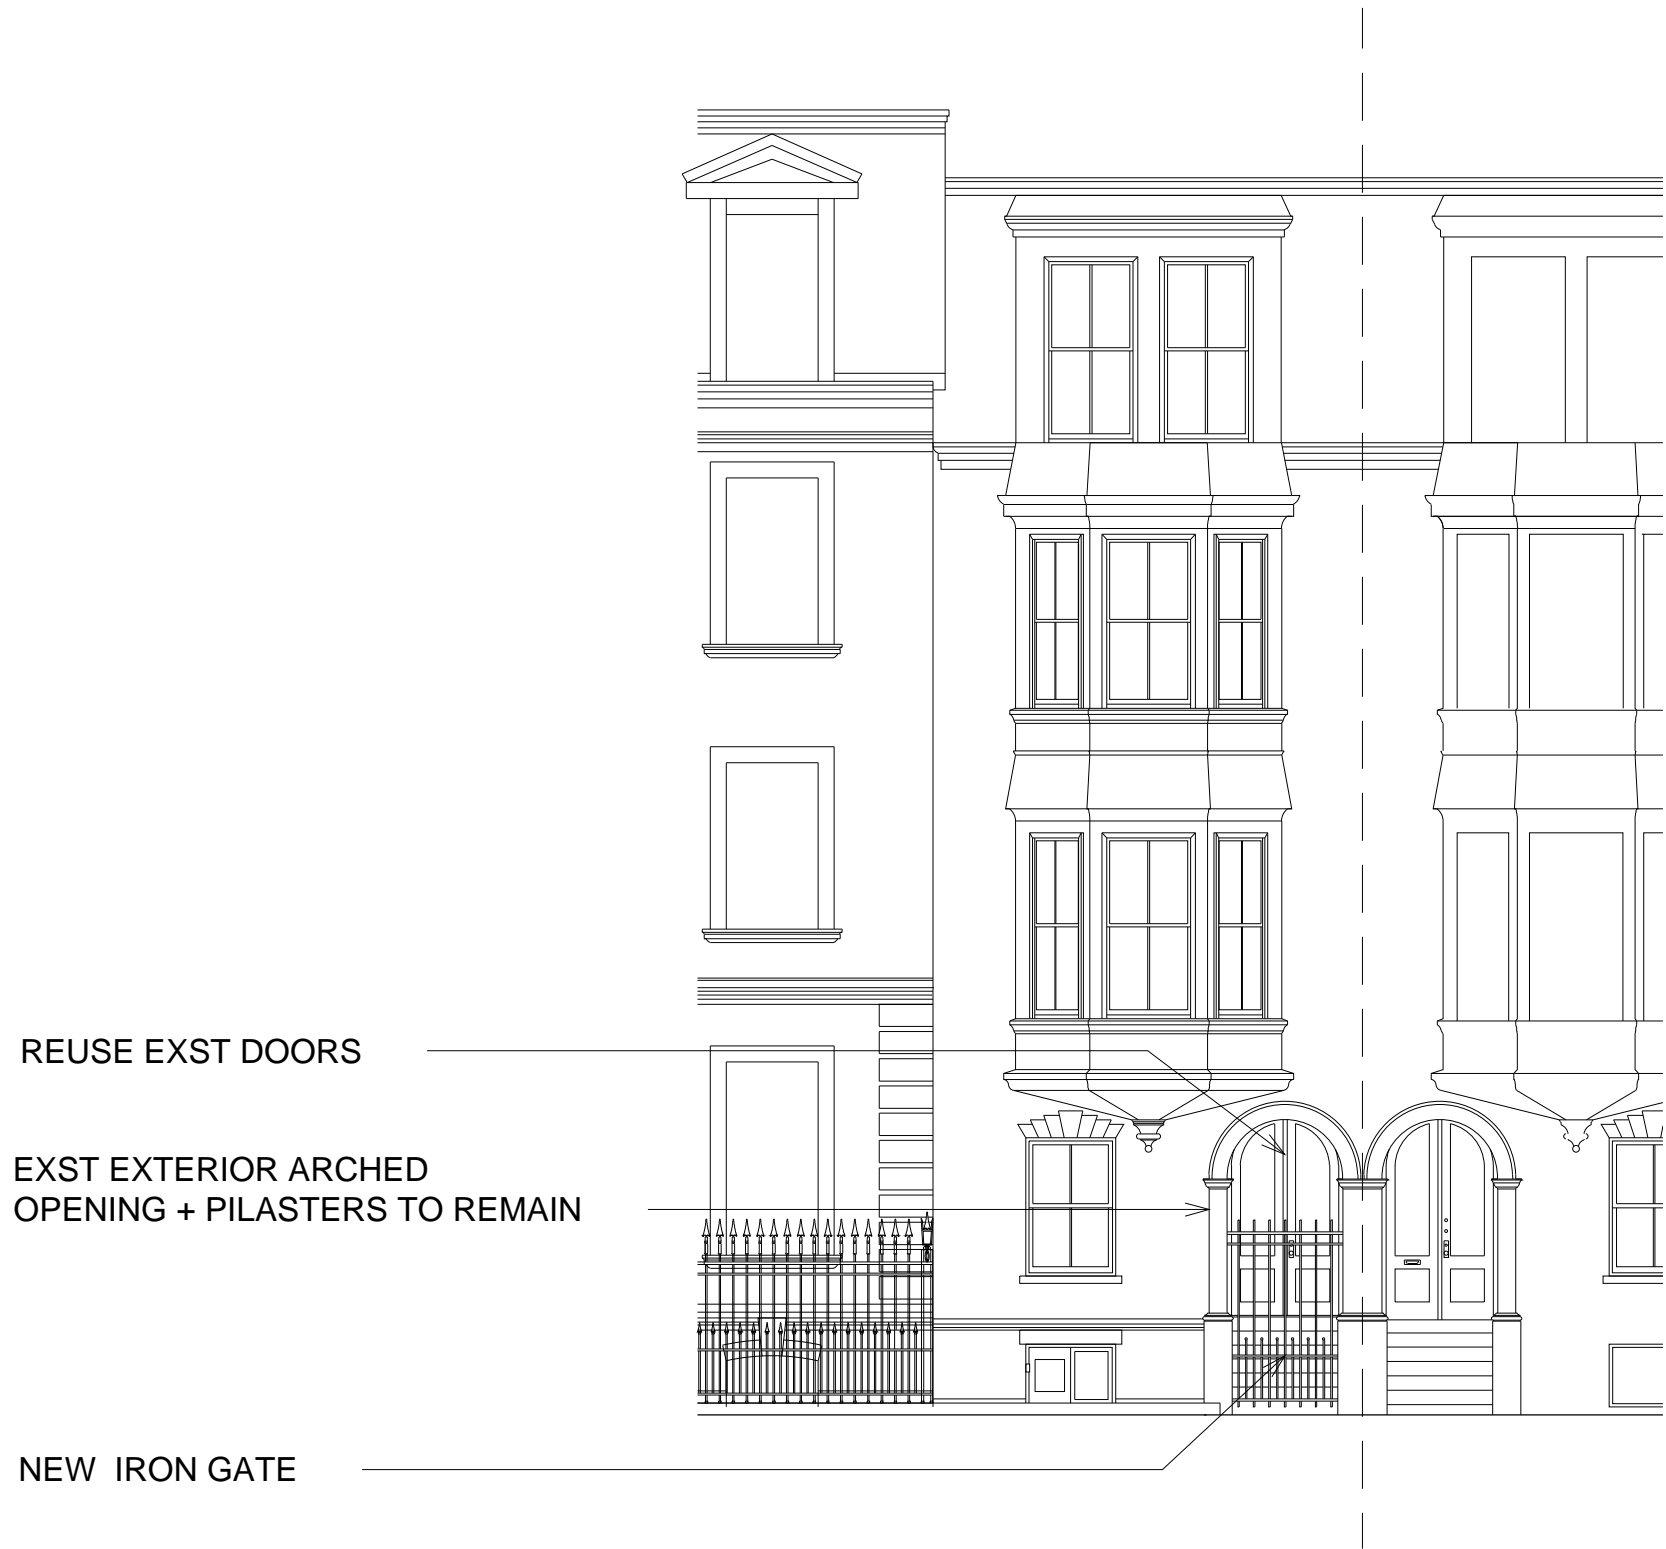 REUSE EXST DOORS
EXST EXTERIOR ARCHED
OPENING + PILASTERS TO REMAIN
NEW IRON GATE